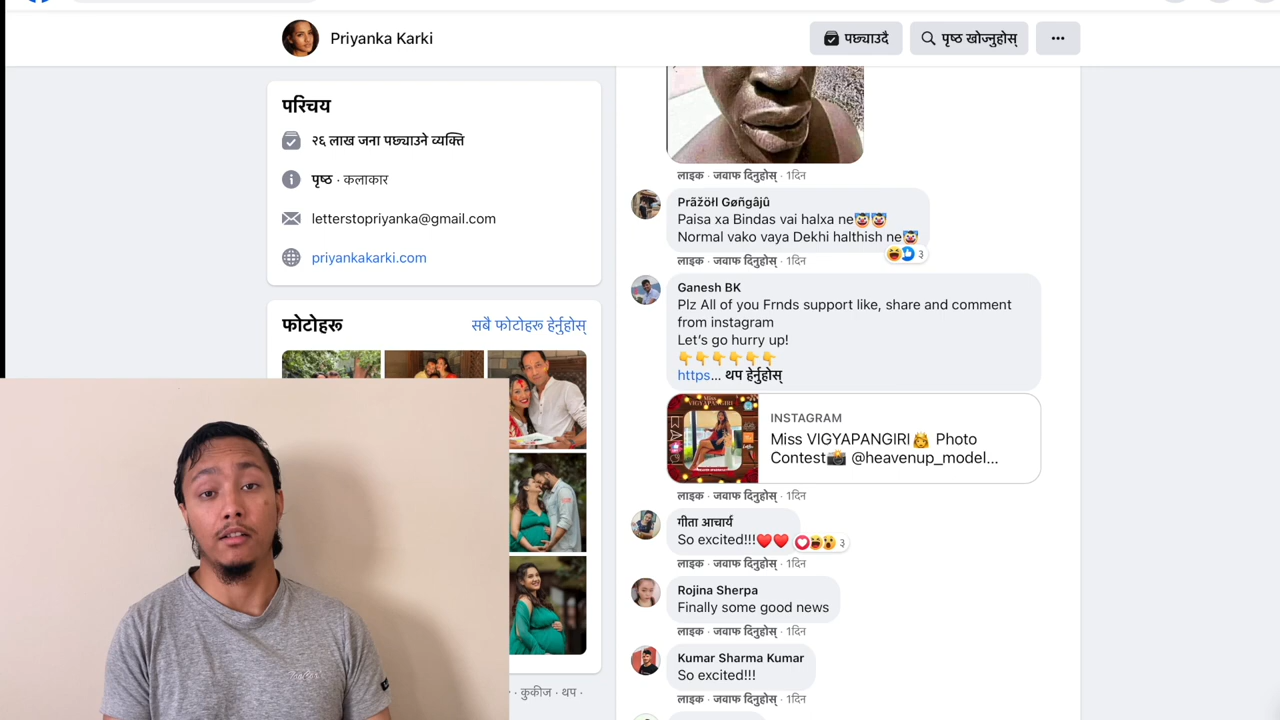 Priyanka Karki
पछ्याउदै
पृष्ठ खोज्नुहोस्
परिचय
२६ लाख जना पछ्याउने व्यक्ति
पृष्ठ · कलाकार
letterstopriyanka@gmail.com
priyankakarki.com
फोटोहरू
सबै फोटोहरू हेर्नुहोस्
· कुकीज · थप ·
लाइक · जवाफ दिनुहोस् · 1दिन
Prãžöłl Gøñgâjû
Paisa xa Bindas vai halxa ne🤡🤡
Normal vako vaya Dekhi halthish ne🤡
3
लाइक · जवाफ दिनुहोस् · 1दिन
Ganesh BK
Plz All of you Frnds support like, share and comment
from instagram
Let's go hurry up!
👇👇👇👇👇👇
https... थप हेर्नुहोस्
INSTAGRAM
Miss VIGYAPANGIRI👸 Photo
Contest📸 @heavenup_model...
लाइक · जवाफ दिनुहोस् · 1दिन
गीता आचार्य
So excited!!!❤️❤️
३
लाइक · जवाफ दिनुहोस् · 1दिन
Rojina Sherpa
Finally some good news
लाइक · जवाफ दिनुहोस् · 1दिन
Kumar Sharma Kumar
So excited!!!
लाइक · जवाफ दिनुहोस् · 1दिन